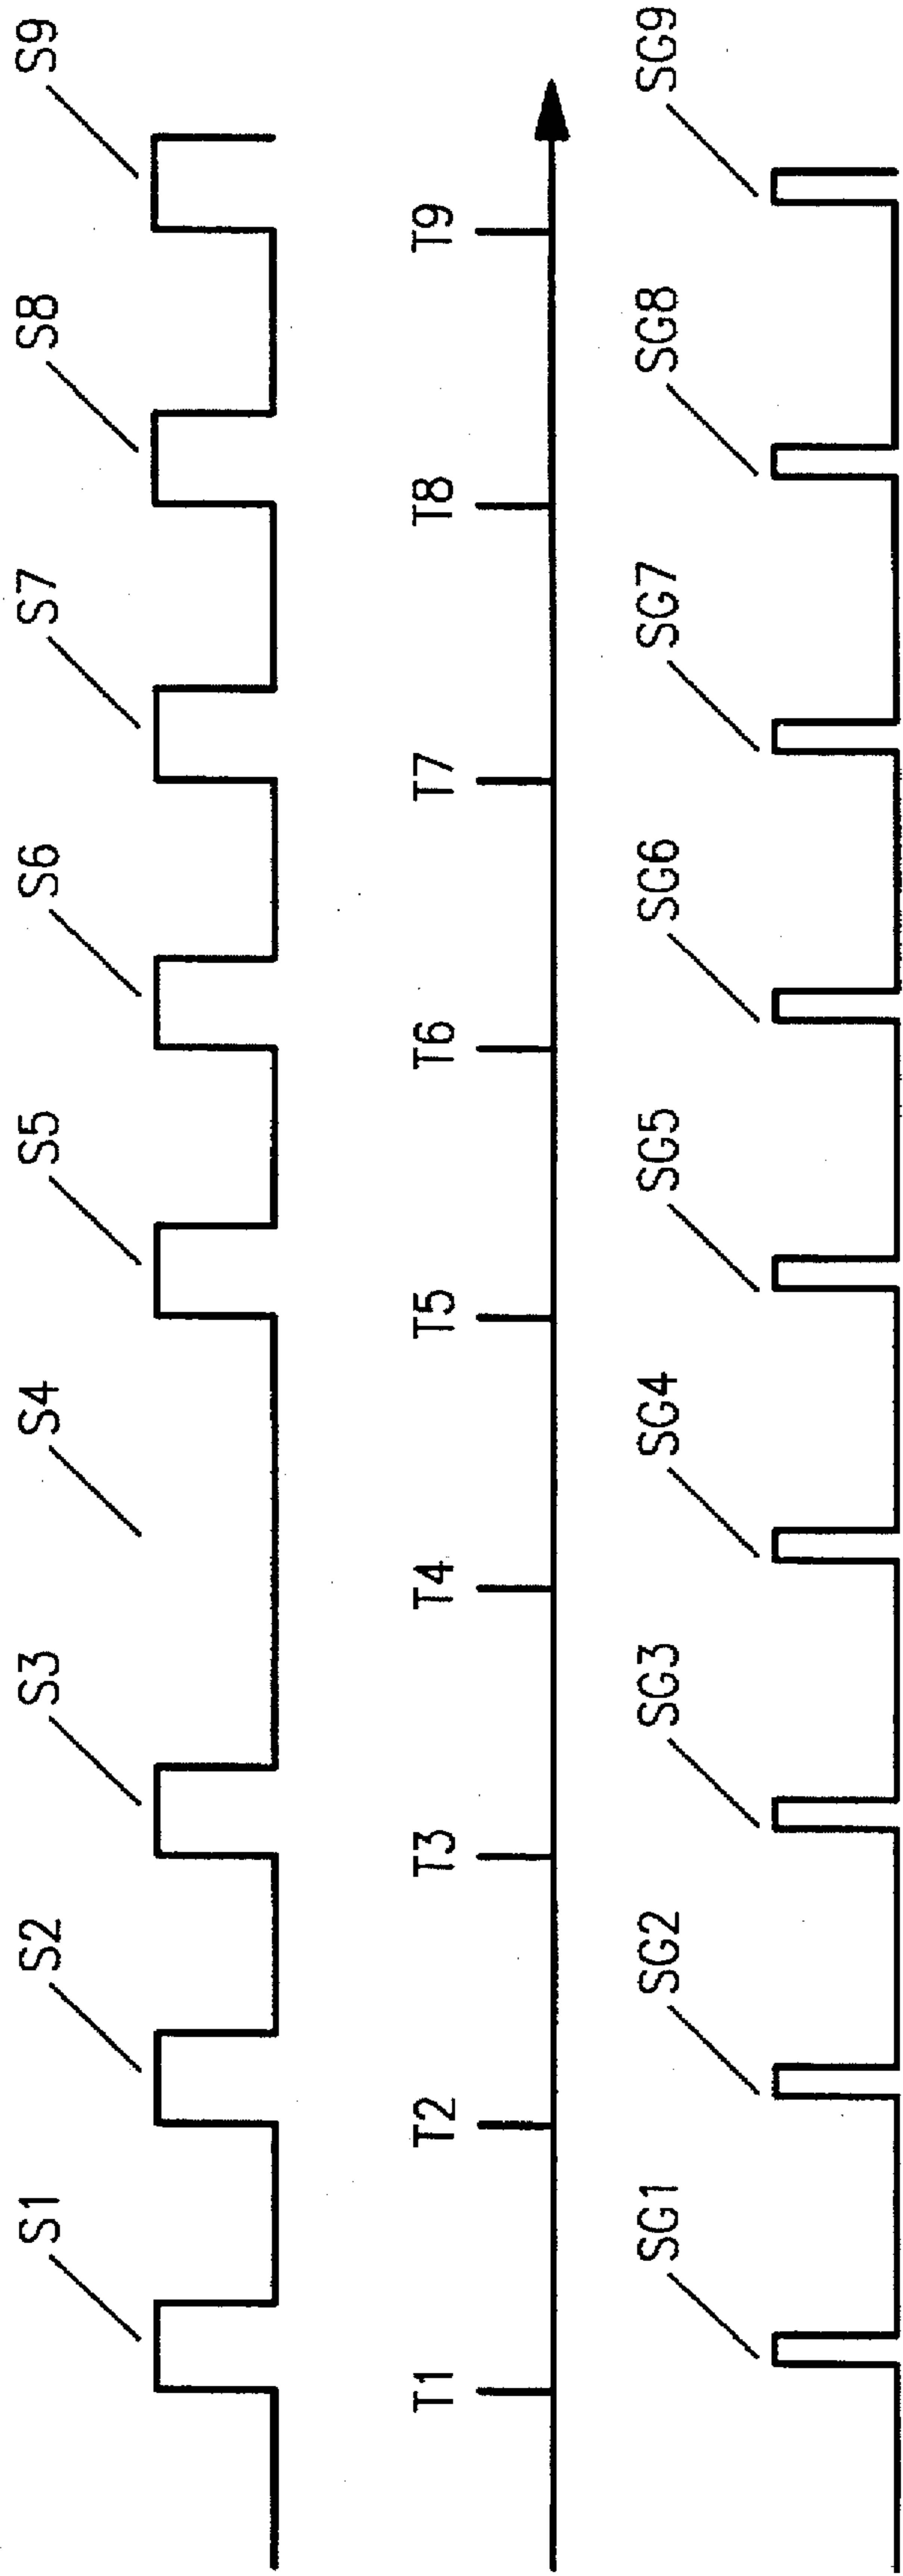 S1 S2 S3 S4 S5 S6 S7 S8 S9
T1 T2 T3 T4 T5 T6 T7 T8 T9
SG1 SG2 SG3 SG4 SG5 SG6 SG7 SG8 SG9